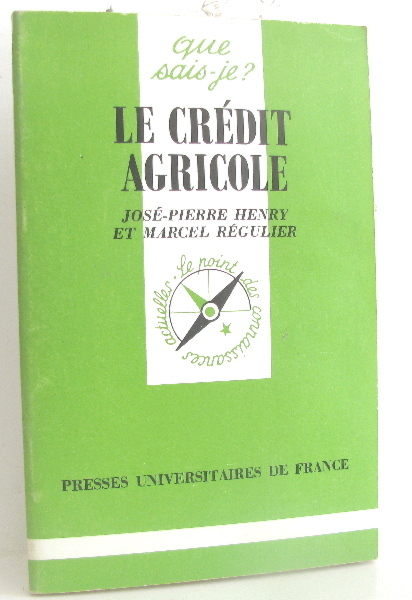 que
sais-je?
LE CRÉDIT
AGRICOLE
JOSÉ-PIERRE HENRY
ET MARCEL RÉGULIER
Le point des connaissances actuelles
PRESSES UNIVERSITAIRES DE FRANCE